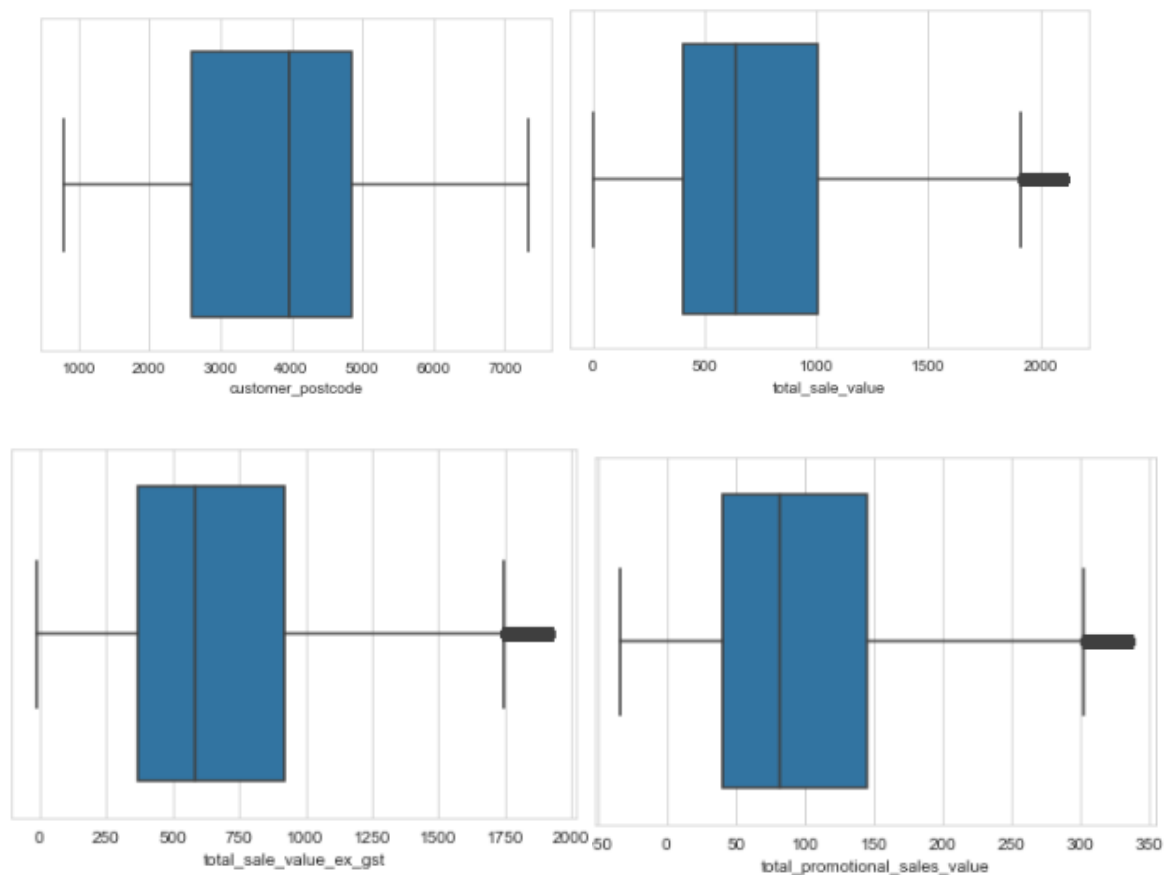 1000 2000 3000 4000 5000 6000 7000
customer_postcode
0 500 1000 1500 2000
total_sale_value
0 250 500 750 1000 1250 1500 1750 2000
total_sale_value_ex_gst
50 0 50 100 150 200 250 300 350
total_promotional_sales_value